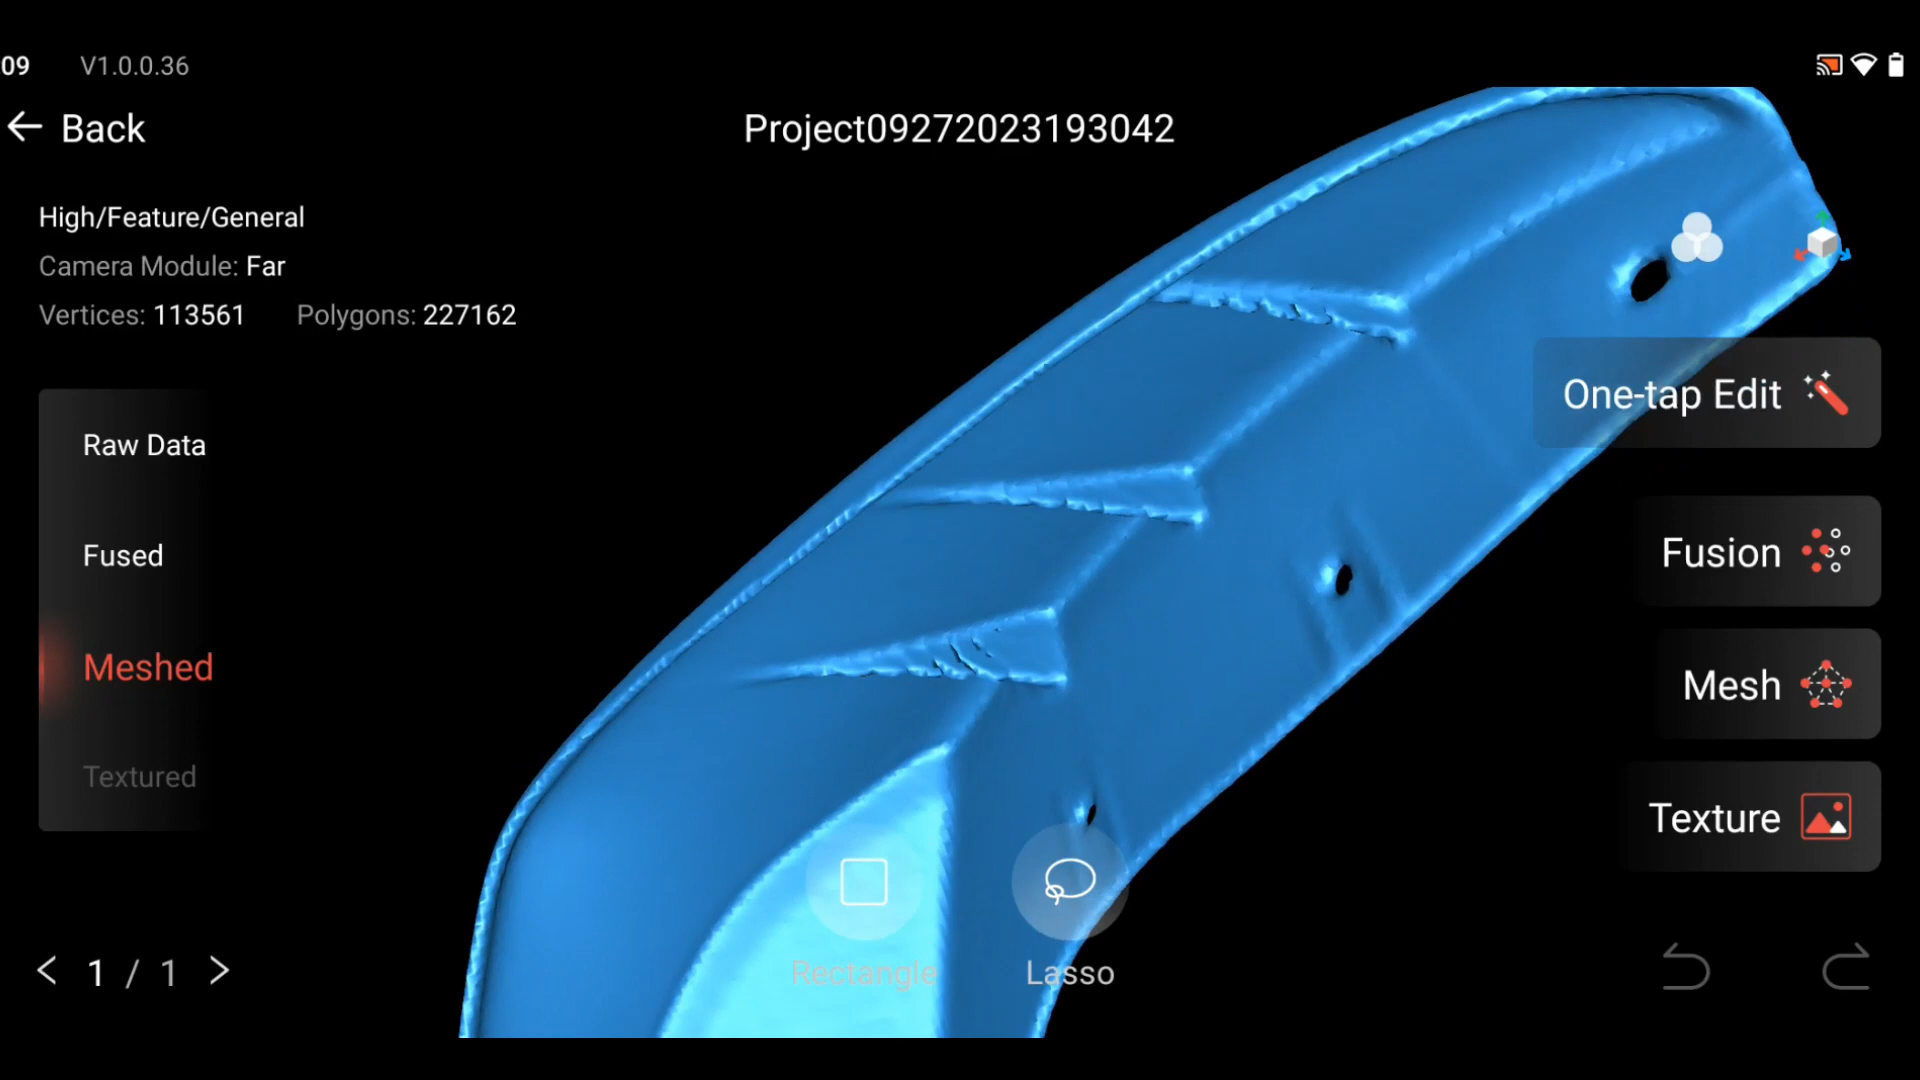 09 V1.0.0.36
Back
Project09272023193042
High/Feature/General
Camera Module: Far
Vertices: 113561 Polygons: 227162
Raw Data
Fused
Meshed
Textured
One-tap Edit
Fusion
Mesh
Texture
Rectangle
Lasso
< 1 / 1 >